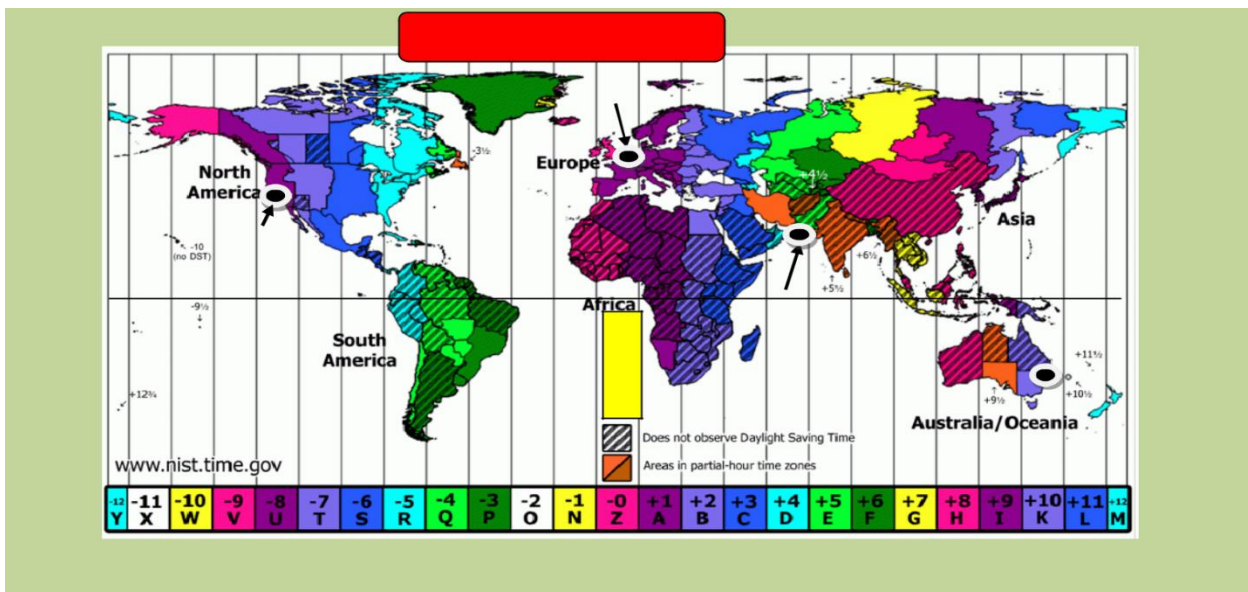 -3½
Europe
North
America
+4½
Asia
-10
(no DST)
+6½
+5½
-9½
Africa
South
America
+11½
+12¾
+9½
+10½
Australia/Oceania
Does not observe Daylight Saving Time
Areas in partial-hour time zones
www.nist.time.gov
-12 -11 -10 -9 -8 -7 -6 -5 -4 -3 -2 -1 -0 +1 +2 +3 +4 +5 +6 +7 +8 +9 +10 +11 +12
Y X W V U T S R Q P O N Z A B C D E F G H I K L M